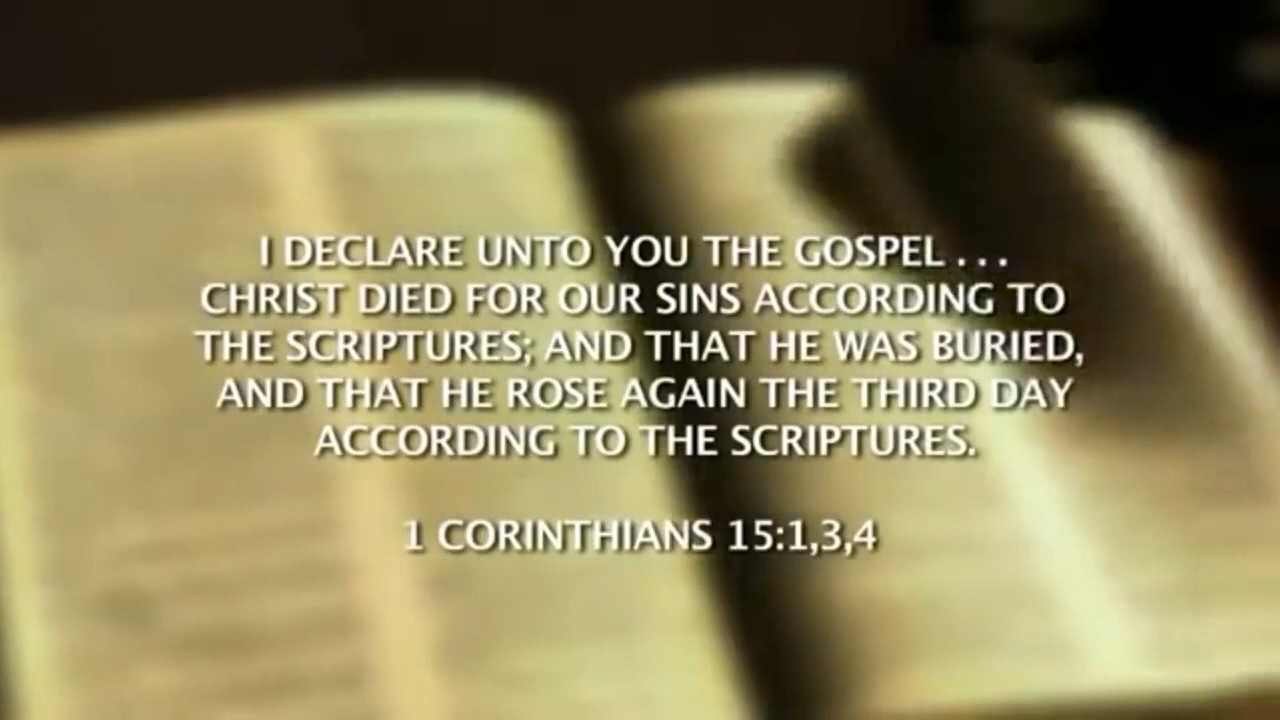 I DECLARE UNTO YOU THE GOSPEL . . .
CHRIST DIED FOR OUR SINS ACCORDING TO
THE SCRIPTURES; AND THAT HE WAS BURIED,
AND THAT HE ROSE AGAIN THE THIRD DAY
ACCORDING TO THE SCRIPTURES.
1 CORINTHIANS 15:1,3,4